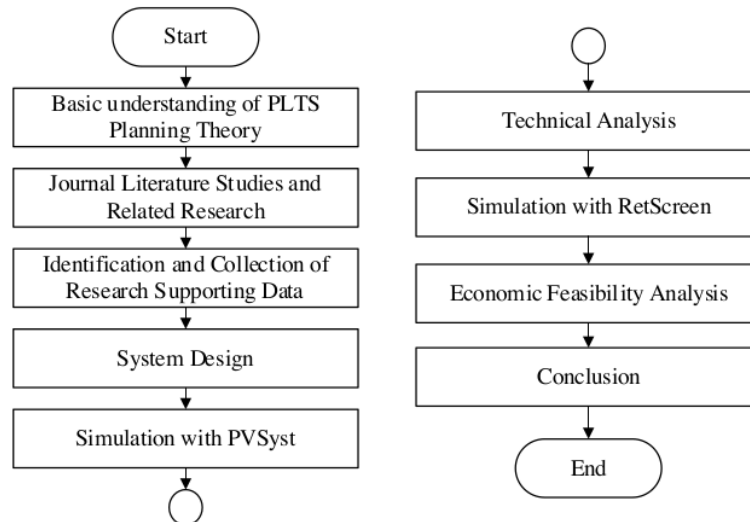 Start
Basic understanding of PLTS
Planning Theory
Journal Literature Studies and
Related Research
Identification and Collection of
Research Supporting Data
System Design
Simulation with PVSyst
Technical Analysis
Simulation with RetScreen
Economic Feasibility Analysis
Conclusion
End